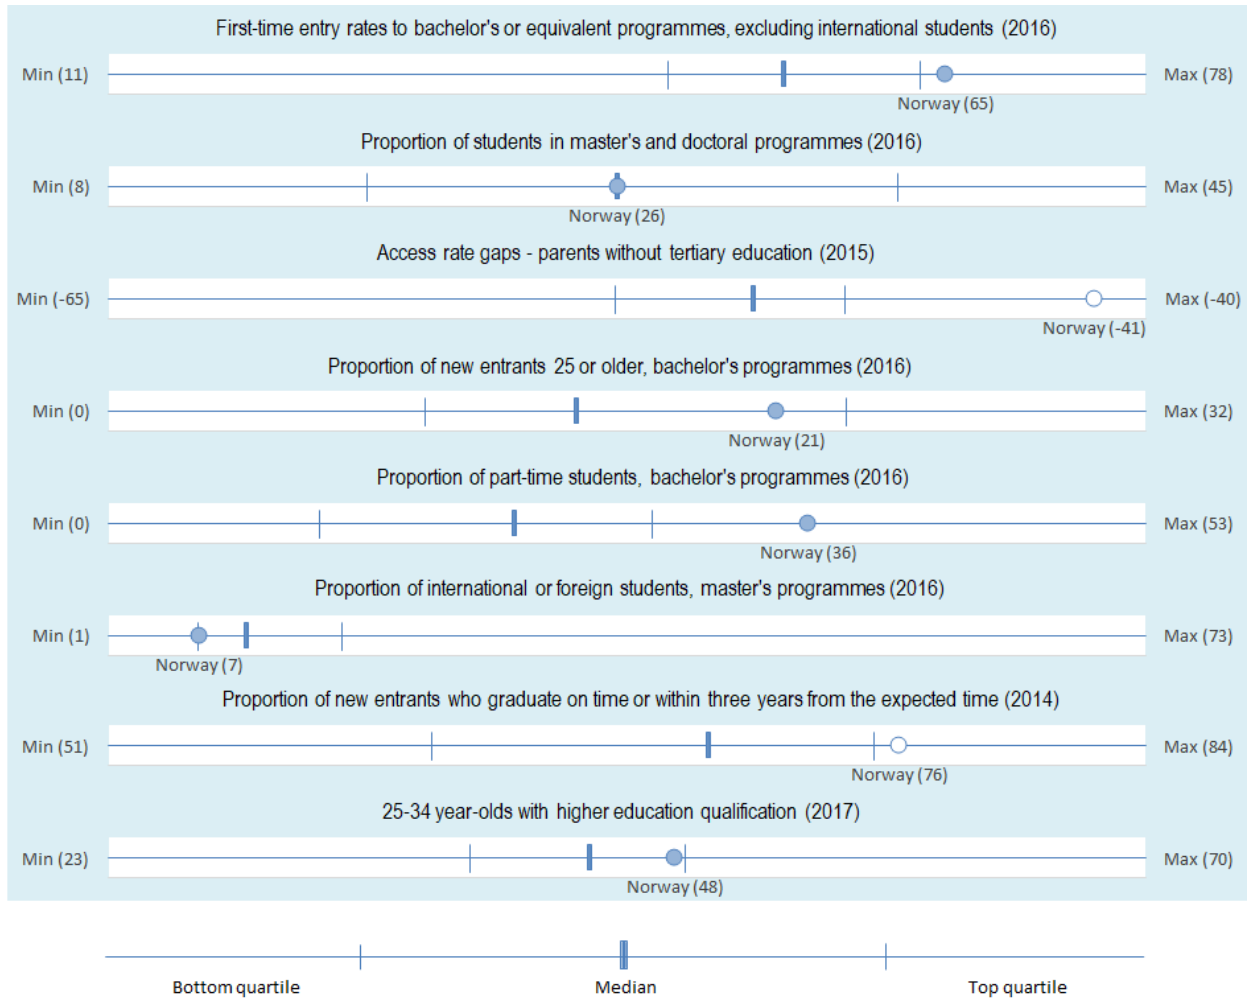 First-time entry rates to bachelor's or equivalent programmes, excluding international students (2016)
Min (11)
Max (78)
Norway (65)
Proportion of students in master's and doctoral programmes (2016)
Min (8)
Max (45)
Norway (26)
Access rate gaps - parents without tertiary education (2015)
Min (-65)
Max (-40)
Norway (-41)
Proportion of new entrants 25 or older, bachelor's programmes (2016)
Min (0)
Max (32)
Norway (21)
Proportion of part-time students, bachelor's programmes (2016)
Min (0)
Max (53)
Norway (36)
Proportion of international or foreign students, master's programmes (2016)
Min (1)
Max (73)
Norway (7)
Proportion of new entrants who graduate on time or within three years from the expected time (2014)
Min (51)
Max (84)
Norway (76)
25-34 year-olds with higher education qualification (2017)
Min (23)
Max (70)
Norway (48)
Bottom quartile
Median
Top quartile